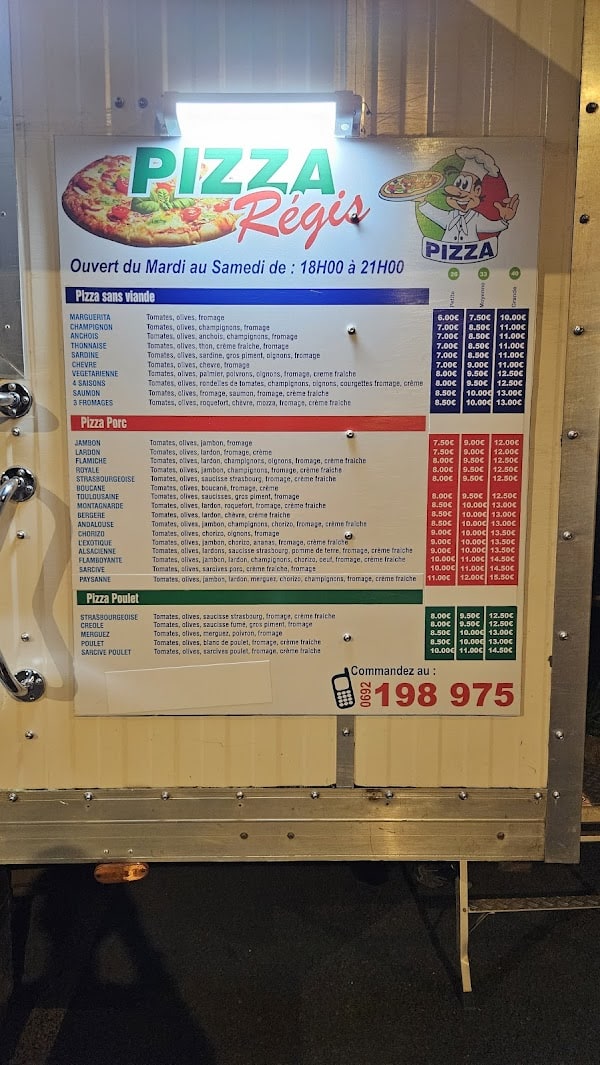 PIZZA
Régis
PIZZA
Ouvert du Mardi au Samedi de : 18H00 à 21H00
26 33 40
Petite Moyenne Grande
Pizza sans viande
MARGUERITA Tomates, olives, fromage 6.00€ 7.50€ 10.00€
CHAMPIGNON Tomates, olives, champignons, fromage 7.00€ 8.50€ 11.00€
ANCHOIS Tomates, olives, anchois, champignons, fromage 7.00€ 8.50€ 11.00€
THONNAISE Tomates, olives, thon, crème fraîche, fromage 7.00€ 8.50€ 11.00€
SARDINE Tomates, olives, sardine, gros piment, oignons, fromage 7.00€ 8.50€ 11.00€
CHEVRE Tomates, olives, chevre, fromage 7.00€ 9.00€ 11.00€
VEGETARIENNE Tomates, olives, palmier, poivrons, oignons, fromage, creme fraiche 8.00€ 9.50€ 12.50€
4 SAISONS Tomates, olives, rondelles de tomates, champignons, oignons, courgettes fromage, crème 8.00€ 9.50€ 12.50€
SAUMON Tomates, olives, fromage, saumon, fromage, crème fraiche 8.50€ 10.00€ 13.00€
3 FROMAGES Tomates, olives, roquefort, chèvre, mozza, fromage, crème fraiche 8.50€ 10.00€ 13.00€
Pizza Porc
JAMBON Tomates, olives, jambon, fromage 7.50€ 9.00€ 12.00€
LARDON Tomates, olives, lardon, fromage, crème 7.50€ 9.00€ 12.00€
FLAMICHE Tomates, olives, lardon, champignons, oignons, fromage, crème fraiche 8.00€ 9.50€ 12.50€
ROYALE Tomates, olives, jambon, champignons, fromage, crème fraiche 8.00€ 9.50€ 12.50€
STRASBOURGEOISE Tomates, olives, saucisse strasbourg, fromage, crème fraiche 8.00€ 9.50€ 12.50€
BOUCANE Tomates, olives, boucané, fromage, crème
TOULOUSAINE Tomates, olives, saucisses, gros piment, fromage 8.00€ 9.50€ 12.50€
MONTAGNARDE Tomates, olives, lardon, roquefort, fromage, crème fraiche 8.50€ 10.00€ 13.00€
BERGERE Tomates, olives, lardon, chèvre, crème fraiche 8.50€ 10.00€ 13.00€
ANDALOUSE Tomates, olives, jambon, champignons, chorizo, fromage, crème fraiche 8.50€ 10.00€ 13.00€
CHORIZO Tomates, olives, chorizo, oignons, fromage 9.00€ 10.00€ 13.50€
L'EXOTIQUE Tomates, olives, jambon, chorizo, ananas, fromage, crème 9.00€ 10.00€ 13.50€
ALSACIENNE Tomates, olives, lardons, saucisse strasbourg, pomme de terre, fromage, crème fraiche 9.00€ 10.00€ 13.50€
FLAMBOYANTE Tomates, olives, jambon, lardon, champignons, chorizo, oeuf, fromage, crème fraiche 10.00€ 11.00€ 14.50€
SARCIVE Tomates, olives, sarcives porc, crème fraiche, fromage 10.00€ 11.00€ 14.50€
PAYSANNE Tomates, olives, jambon, lardon, merguez, chorizo, champignons, fromage, crème fraiche 11.00€ 12.00€ 15.50€
Pizza Poulet
STRASBOURGEOISE Tomates, olives, saucisse strasbourg, fromage, crème fraiche 8.00€ 9.50€ 12.50€
CREOLE Tomates, olives, saucisse fumé, gros piment, fromage 8.00€ 9.50€ 12.50€
MERGUEZ Tomates, olives, merguez, poivron, fromage 8.50€ 10.00€ 13.00€
POULET Tomates, olives, blanc de poulet, fromage, crème fraiche 8.50€ 10.00€ 13.00€
SARCIVE POULET Tomates, olives, sarcives poulet, fromage, crème fraiche 10.00€ 11.00€ 14.50€
Commandez au :
0692 198 975